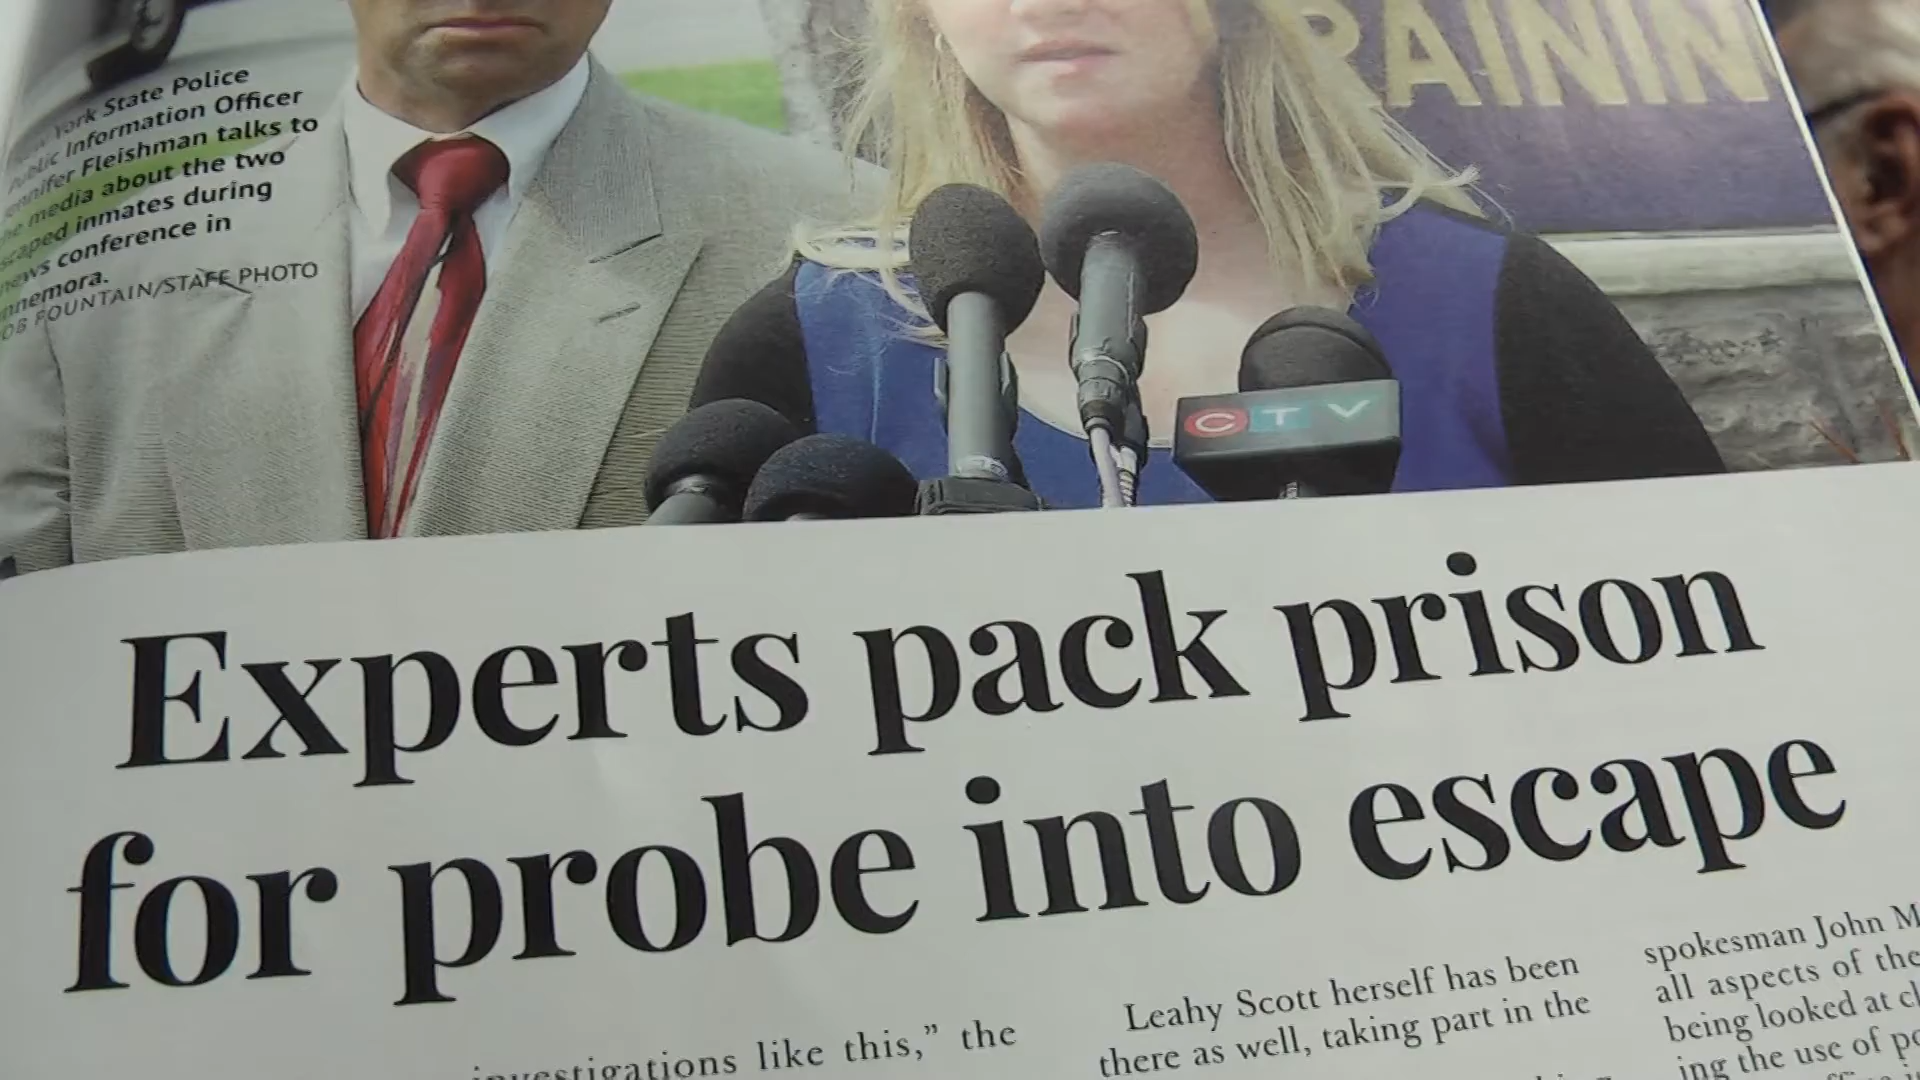 York State Police
Public Information Officer
Jennifer Fleishman talks to
the media about the two
escaped inmates during
news conference in
nnemora.
OB FOUNTAIN/STAFF PHOTO
RAININ
CTV
Experts pack prison
for probe into escape
investigations like this,” the
Leahy Scott herself has been
there as well, taking part in the
spokesman John M
all aspects of the
being looked at cl
ing the use of po